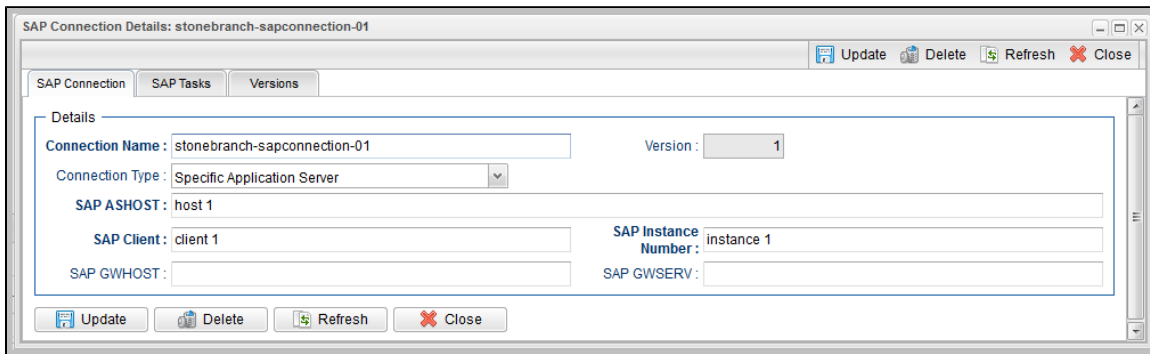 SAP Connection Details: stonebranch-sapconnection-01
Update Delete Refresh Close
SAP Connection SAP Tasks Versions
Details
Connection Name : stonebranch-sapconnection-01 Version : 1
Connection Type : Specific Application Server
SAP ASHOST : host 1
SAP Client : client 1 SAP Instance Number : instance 1
SAP GWHOST : SAP GWSERV :
Update Delete Refresh Close